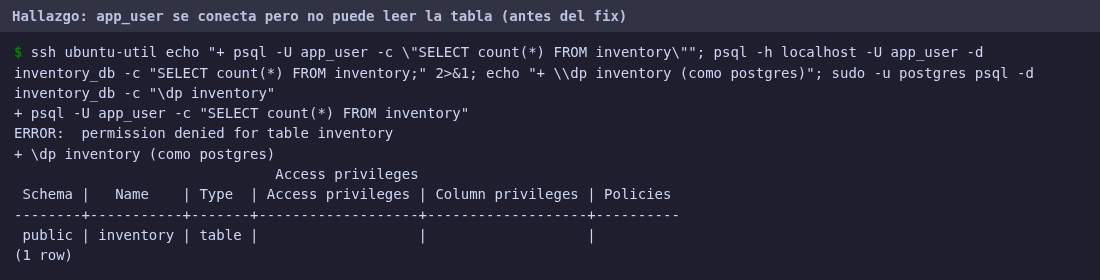 Hallazgo: app_user se conecta pero no puede leer la tabla (antes del fix)
$ ssh ubuntu-util echo "+ psql -U app_user -c \"SELECT count(*) FROM inventory\""; psql -h localhost -U app_user -d
inventory_db -c "SELECT count(*) FROM inventory;" 2>&1; echo "+ \\dp inventory (como postgres)"; sudo -u postgres psql -d
inventory_db -c "\dp inventory"
+ psql -U app_user -c "SELECT count(*) FROM inventory"
ERROR:  permission denied for table inventory
+ \dp inventory (como postgres)
                               Access privileges
 Schema |   Name    | Type  | Access privileges | Column privileges | Policies
--------+-----------+-------+-------------------+-------------------+----------
 public | inventory | table |                   |                   |
(1 row)